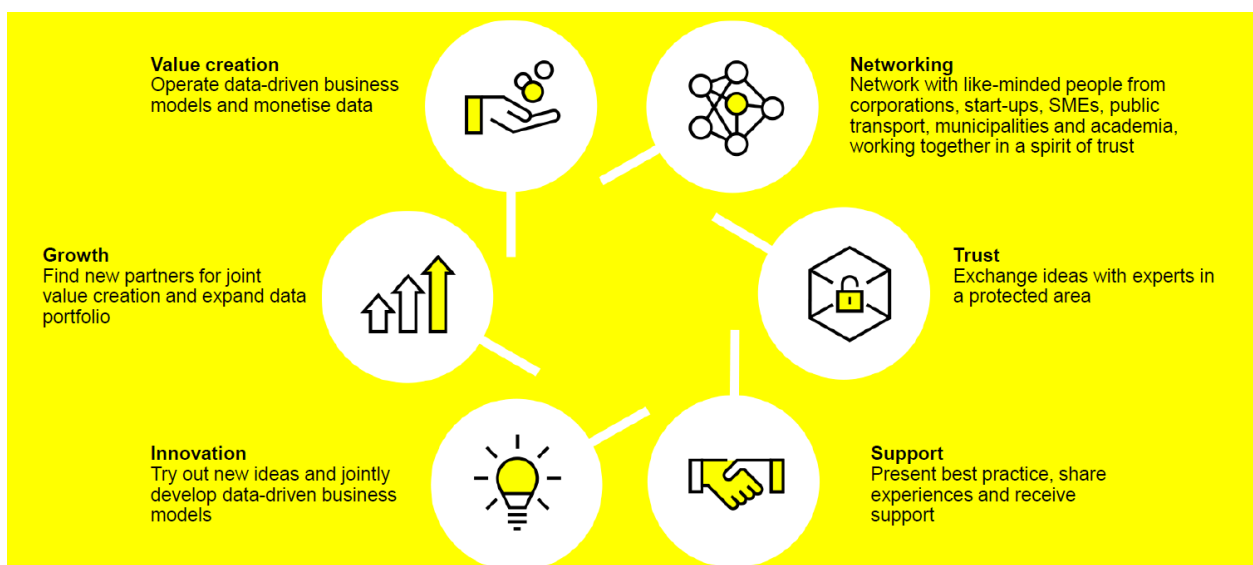 Value creation
Operate data-driven business
models and monetise data
Networking
Network with like-minded people from
corporations, start-ups, SMEs, public
transport, municipalities and academia,
working together in a spirit of trust
Growth
Find new partners for joint
value creation and expand data
portfolio
Trust
Exchange ideas with experts in
a protected area
Innovation
Try out new ideas and jointly
develop data-driven business
models
Support
Present best practice, share
experiences and receive
support